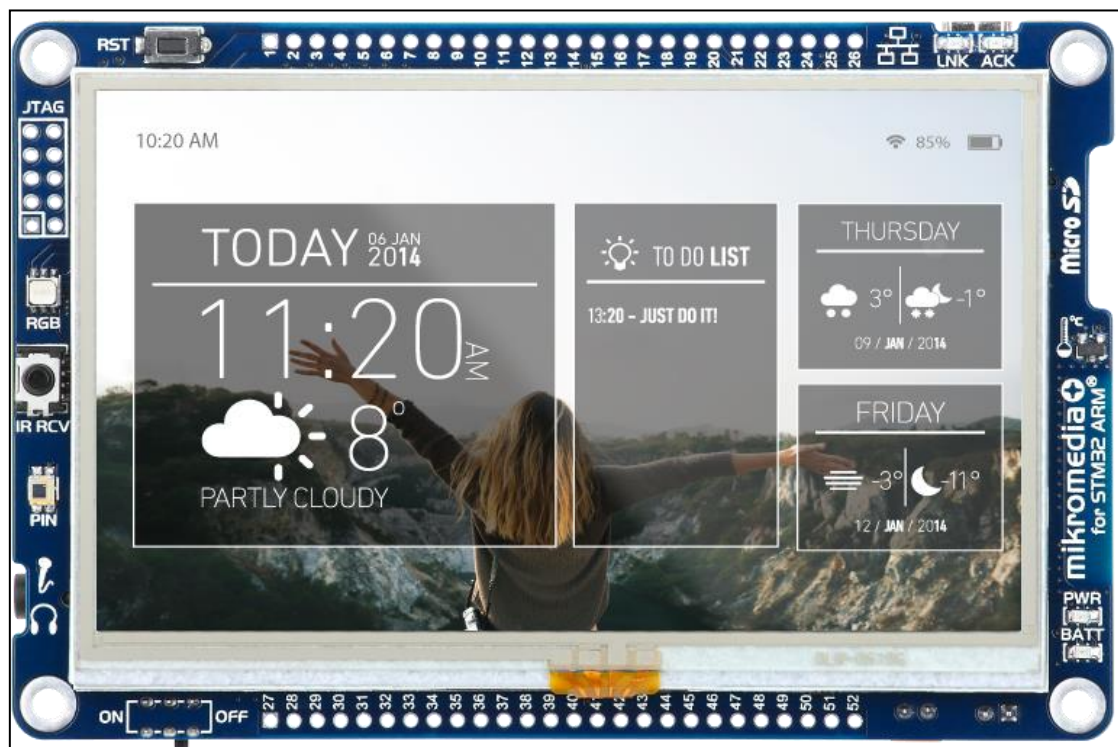 RST
1 2 3 4 5 6 7 8 9 10 11 12 13 14 15 16 17 18 19 20 21 22 23 24 25 26
LNK ACK
JTAG
10:20 AM
85%
TODAY 06 JAN 2014
11:20 AM
8°
PARTLY CLOUDY
TO DO LIST
13:20 - JUST DO IT!
THURSDAY
3° -1°
09 / JAN / 2014
FRIDAY
-3° -11°
12 / JAN / 2014
RGB
IR RCV
PIN
micro SD
°C
mikromedia
for STM32 ARM®
PWR
BATT
ON OFF
27 28 29 30 31 32 33 34 35 36 37 38 39 40 41 42 43 44 45 46 47 48 49 50 51 52